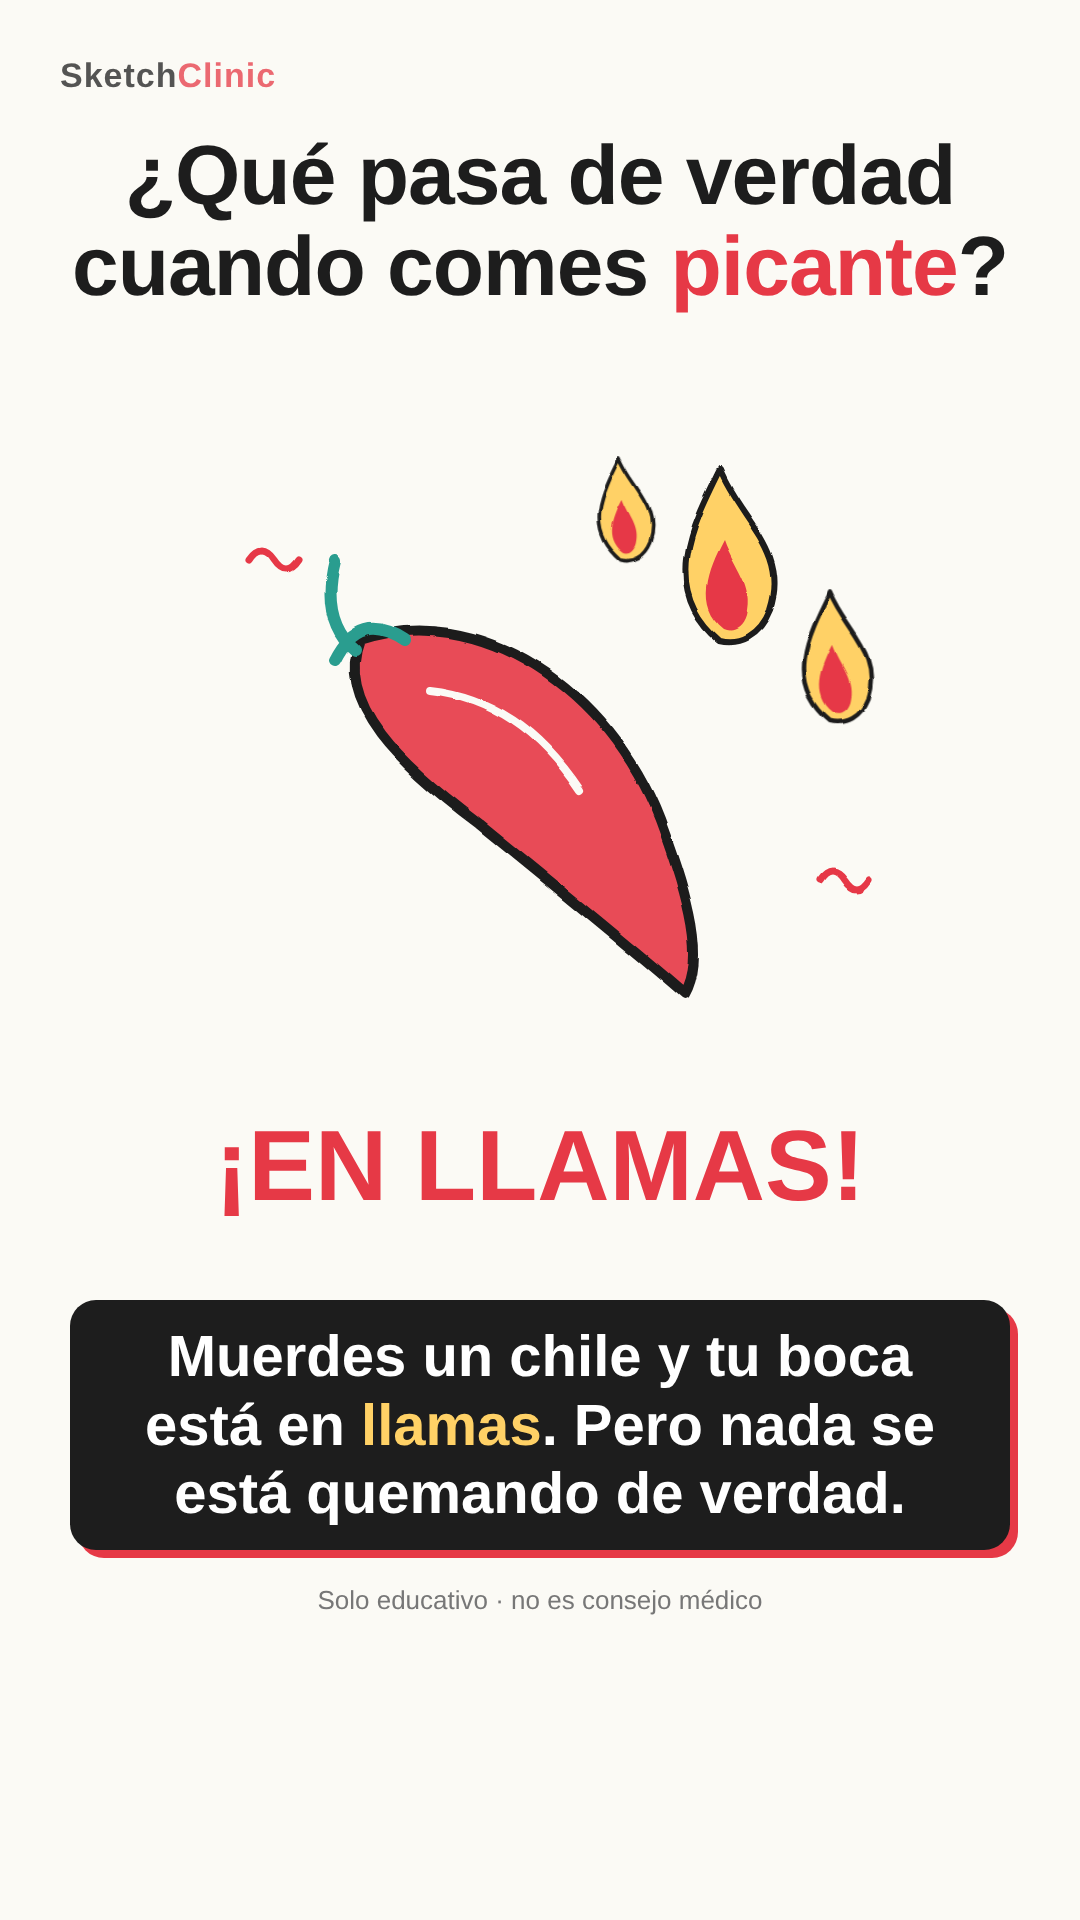 SketchClinic
¿Qué pasa de verdad
cuando comes picante?
¡EN LLAMAS!
Muerdes un chile y tu boca
está en llamas. Pero nada se
está quemando de verdad.
Solo educativo · no es consejo médico